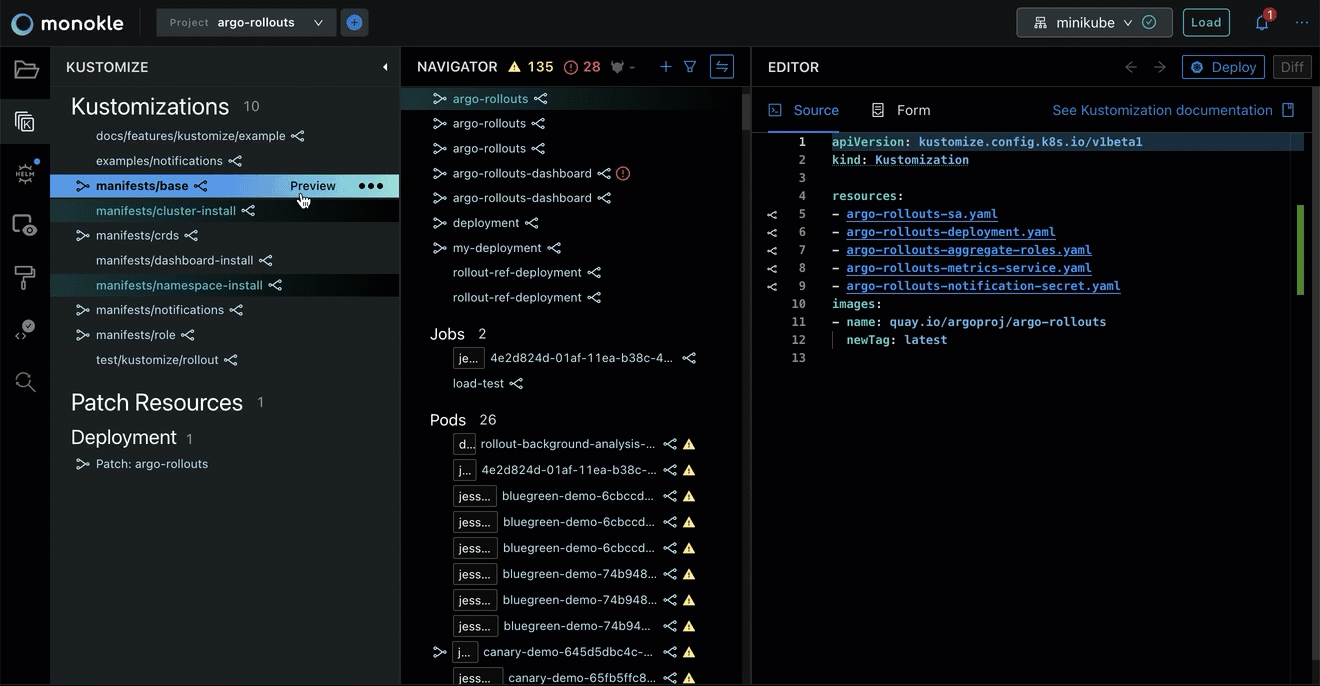 monokle Project argo-rollouts minikube Load 1
KUSTOMIZE
Kustomizations 10
docs/features/kustomize/example
examples/notifications
manifests/base Preview
manifests/cluster-install
manifests/crds
manifests/dashboard-install
manifests/namespace-install
manifests/notifications
manifests/role
test/kustomize/rollout
Patch Resources 1
Deployment 1
Patch: argo-rollouts
HELM
NAVIGATOR 135 28 -
argo-rollouts
argo-rollouts
argo-rollouts
argo-rollouts-dashboard
argo-rollouts-dashboard
deployment
my-deployment
rollout-ref-deployment
rollout-ref-deployment
Jobs 2
je... 4e2d824d-01af-11ea-b38c-4...
load-test
Pods 26
d... rollout-background-analysis-...
j... 4e2d824d-01af-11ea-b38c-...
jess... bluegreen-demo-6cbccd...
jess... bluegreen-demo-6cbccd...
jess... bluegreen-demo-6cbccd...
jess... bluegreen-demo-74b948...
jess... bluegreen-demo-74b948...
jess... bluegreen-demo-74b94...
j... canary-demo-645d5dbc4c-...
jess... canary-demo-65fb5ffc8...
EDITOR Deploy Diff
Source Form See Kustomization documentation
1 apiVersion: kustomize.config.k8s.io/v1beta1
2 kind: Kustomization
3
4 resources:
5 - argo-rollouts-sa.yaml
6 - argo-rollouts-deployment.yaml
7 - argo-rollouts-aggregate-roles.yaml
8 - argo-rollouts-metrics-service.yaml
9 - argo-rollouts-notification-secret.yaml
10 images:
11 - name: quay.io/argoproj/argo-rollouts
12 newTag: latest
13